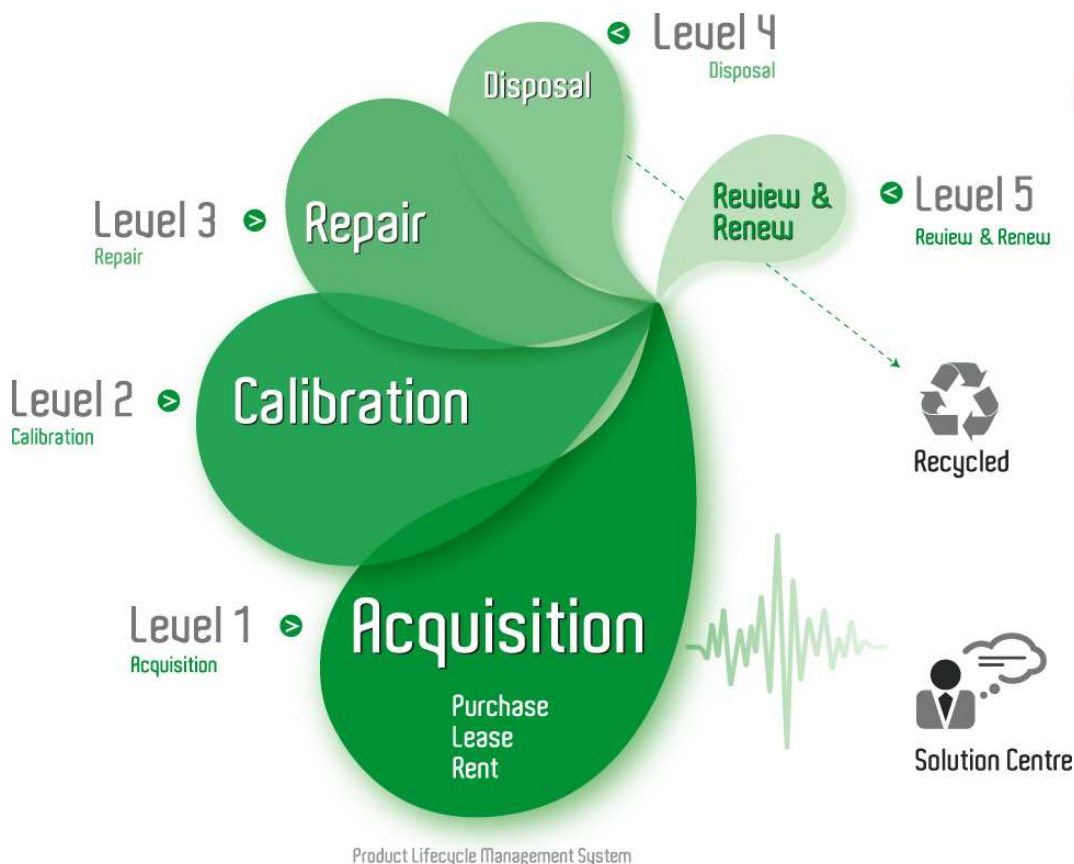 Level 4
Disposal
Disposal
Review &
Renew
Level 5
Review & Renew
Level 3
Repair
Repair
Level 2
Calibration
Calibration
Recycled
Level 1
Acquisition
Acquisition
Purchase
Lease
Rent
Solution Centre
Product Lifecycle Management System